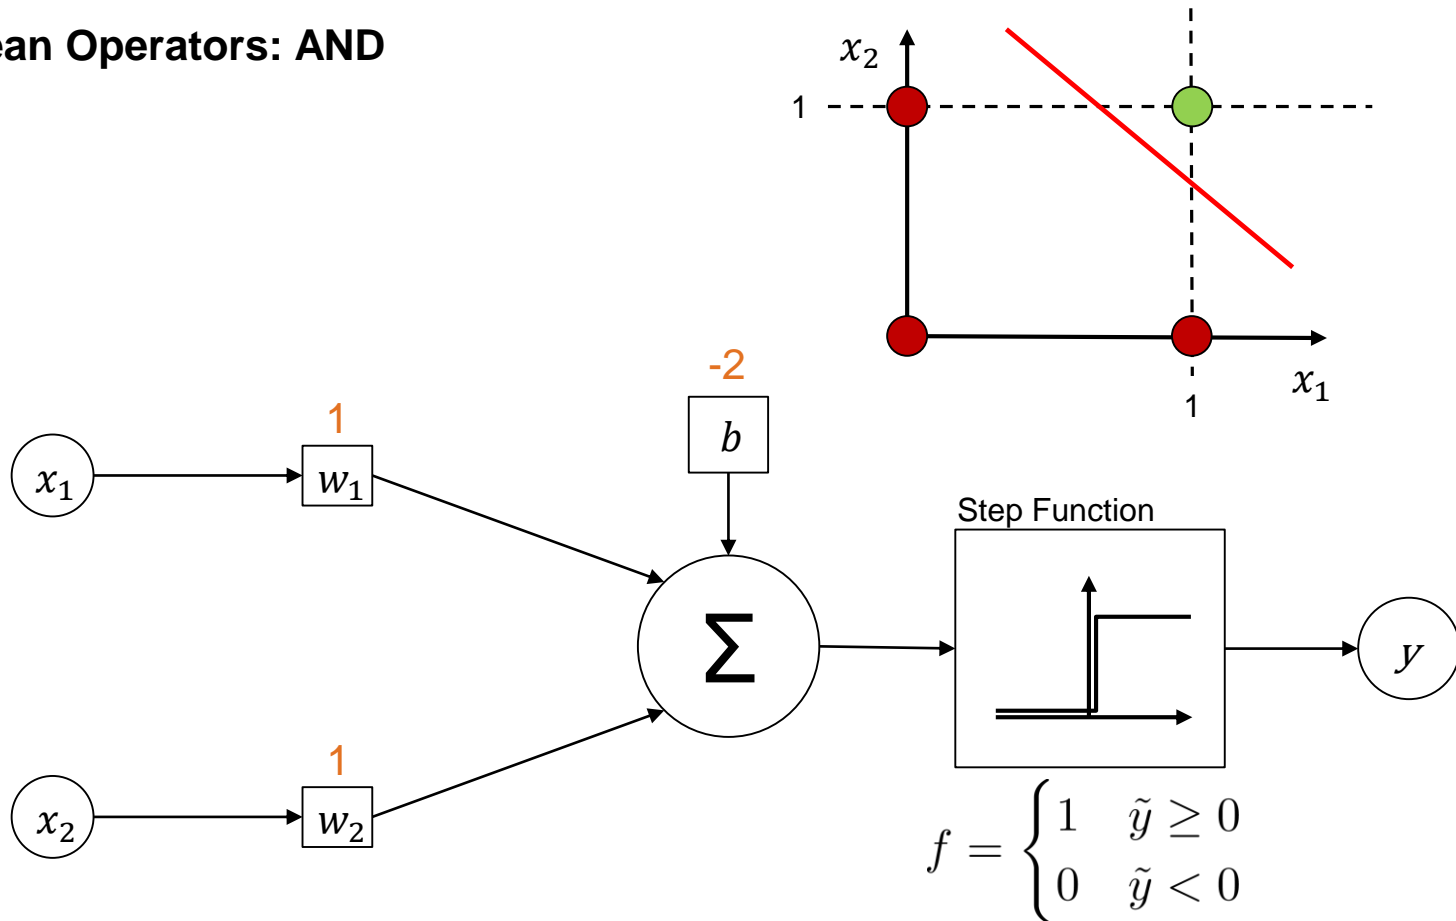 ean Operators: AND
x₂
1
x₁
1
-2
b
1
x₁
w₁
Σ
Step Function
y
1
x₂
w₂
f = { 1 ỹ ≥ 0
0 ỹ < 0